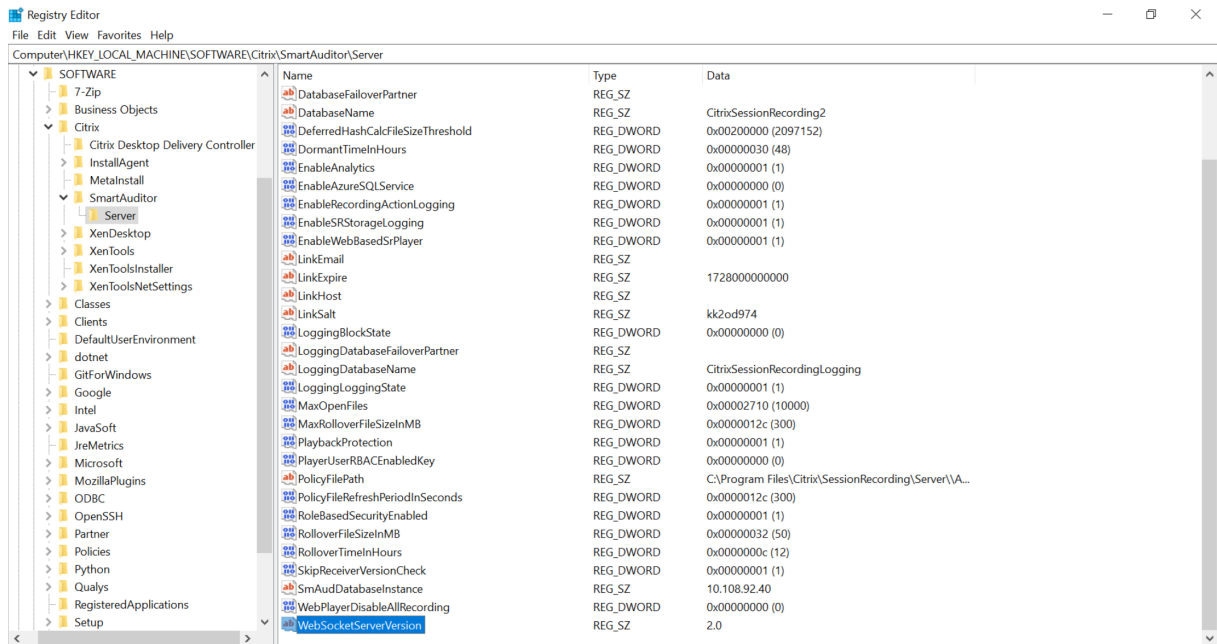 Registry Editor
File Edit View Favorites Help
Computer\HKEY_LOCAL_MACHINE\SOFTWARE\Citrix\SmartAuditor\Server
SOFTWARE
7-Zip
Business Objects
Citrix
Citrix Desktop Delivery Controller
InstallAgent
MetaInstall
SmartAuditor
Server
XenDesktop
XenTools
XenToolsInstaller
XenToolsNetSettings
Classes
Clients
DefaultUserEnvironment
dotnet
GitForWindows
Google
Intel
JavaSoft
JreMetrics
Microsoft
MozillaPlugins
ODBC
OpenSSH
Partner
Policies
Python
Qualys
RegisteredApplications
Setup
Name Type Data
DatabaseFailoverPartner REG_SZ
DatabaseName REG_SZ CitrixSessionRecording2
DeferredHashCalcFileSizeThreshold REG_DWORD 0x00200000 (2097152)
DormantTimeInHours REG_DWORD 0x00000030 (48)
EnableAnalytics REG_DWORD 0x00000001 (1)
EnableAzureSQLService REG_DWORD 0x00000000 (0)
EnableRecordingActionLogging REG_DWORD 0x00000001 (1)
EnableSRStorageLogging REG_DWORD 0x00000001 (1)
EnableWebBasedSrPlayer REG_DWORD 0x00000001 (1)
LinkEmail REG_SZ
LinkExpire REG_SZ 1728000000000
LinkHost REG_SZ
LinkSalt REG_SZ kk2od974
LoggingBlockState REG_DWORD 0x00000000 (0)
LoggingDatabaseFailoverPartner REG_SZ
LoggingDatabaseName REG_SZ CitrixSessionRecordingLogging
LoggingLoggingState REG_DWORD 0x00000001 (1)
MaxOpenFiles REG_DWORD 0x00002710 (10000)
MaxRolloverFileSizeInMB REG_DWORD 0x0000012c (300)
PlaybackProtection REG_DWORD 0x00000001 (1)
PlayerUserRBACEnabledKey REG_DWORD 0x00000000 (0)
PolicyFilePath REG_SZ C:\Program Files\Citrix\SessionRecording\Server\\A...
PolicyFileRefreshPeriodInSeconds REG_DWORD 0x0000012c (300)
RoleBasedSecurityEnabled REG_DWORD 0x00000001 (1)
RolloverFileSizeInMB REG_DWORD 0x00000032 (50)
RolloverTimeInHours REG_DWORD 0x0000000c (12)
SkipReceiverVersionCheck REG_DWORD 0x00000001 (1)
SmAudDatabaseInstance REG_SZ 10.108.92.40
WebPlayerDisableAllRecording REG_DWORD 0x00000000 (0)
WebSocketServerVersion REG_SZ 2.0